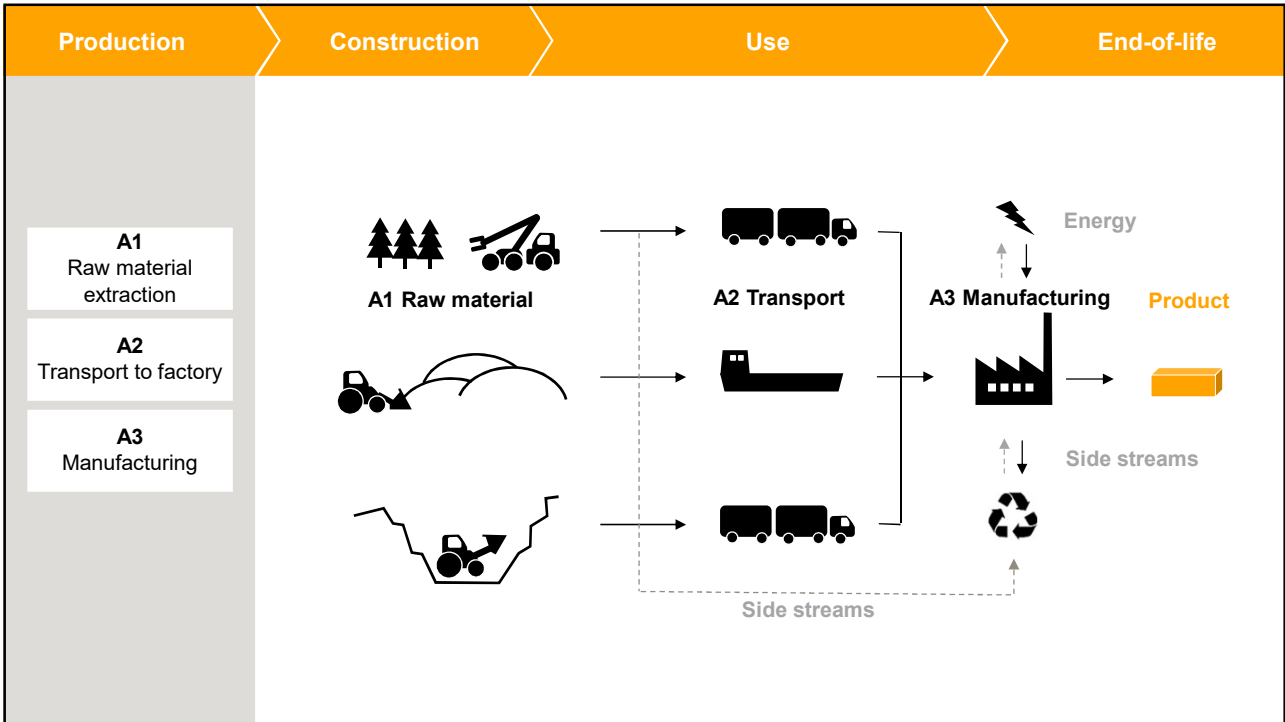 Production
Construction
Use
End-of-life
A1
Raw material
extraction
A2
Transport to factory
A3
Manufacturing
Energy
A1 Raw material
A2 Transport
A3 Manufacturing
Product
Side streams
Side streams